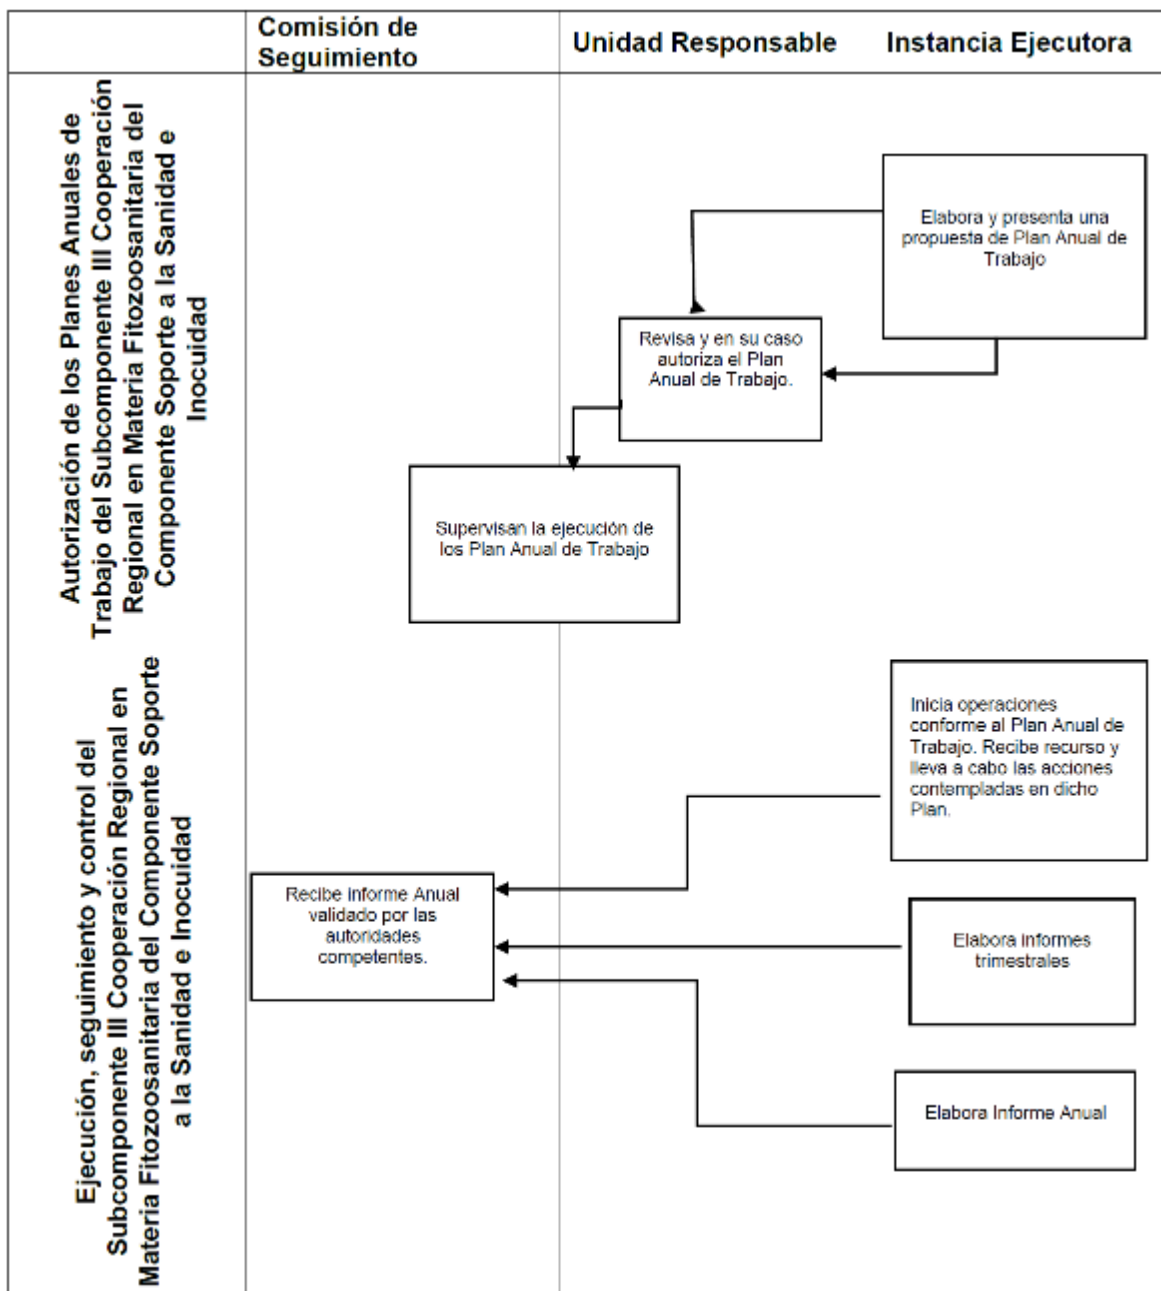 Comisión de
Seguimiento
Unidad Responsable
Instancia Ejecutora
Autorización de los Planes Anuales de
Trabajo del Subcomponente III Cooperación
Regional en Materia Fitozoosanitaria del
Componente Soporte a la Sanidad e
Inocuidad
Elabora y presenta una
propuesta de Plan Anual de
Trabajo
Revisa y en su caso
autoriza el Plan
Anual de Trabajo.
Supervisan la ejecución de
los Plan Anual de Trabajo
Ejecución, seguimiento y control del
Subcomponente III Cooperación Regional en
Materia Fitozoosanitaria del Componente Soporte
a la Sanidad e Inocuidad
Inicia operaciones
conforme al Plan Anual de
Trabajo. Recibe recurso y
lleva a cabo las acciones
contempladas en dicho
Plan.
Recibe informe Anual
validado por las
autoridades
competentes.
Elabora informes
trimestrales
Elabora Informe Anual